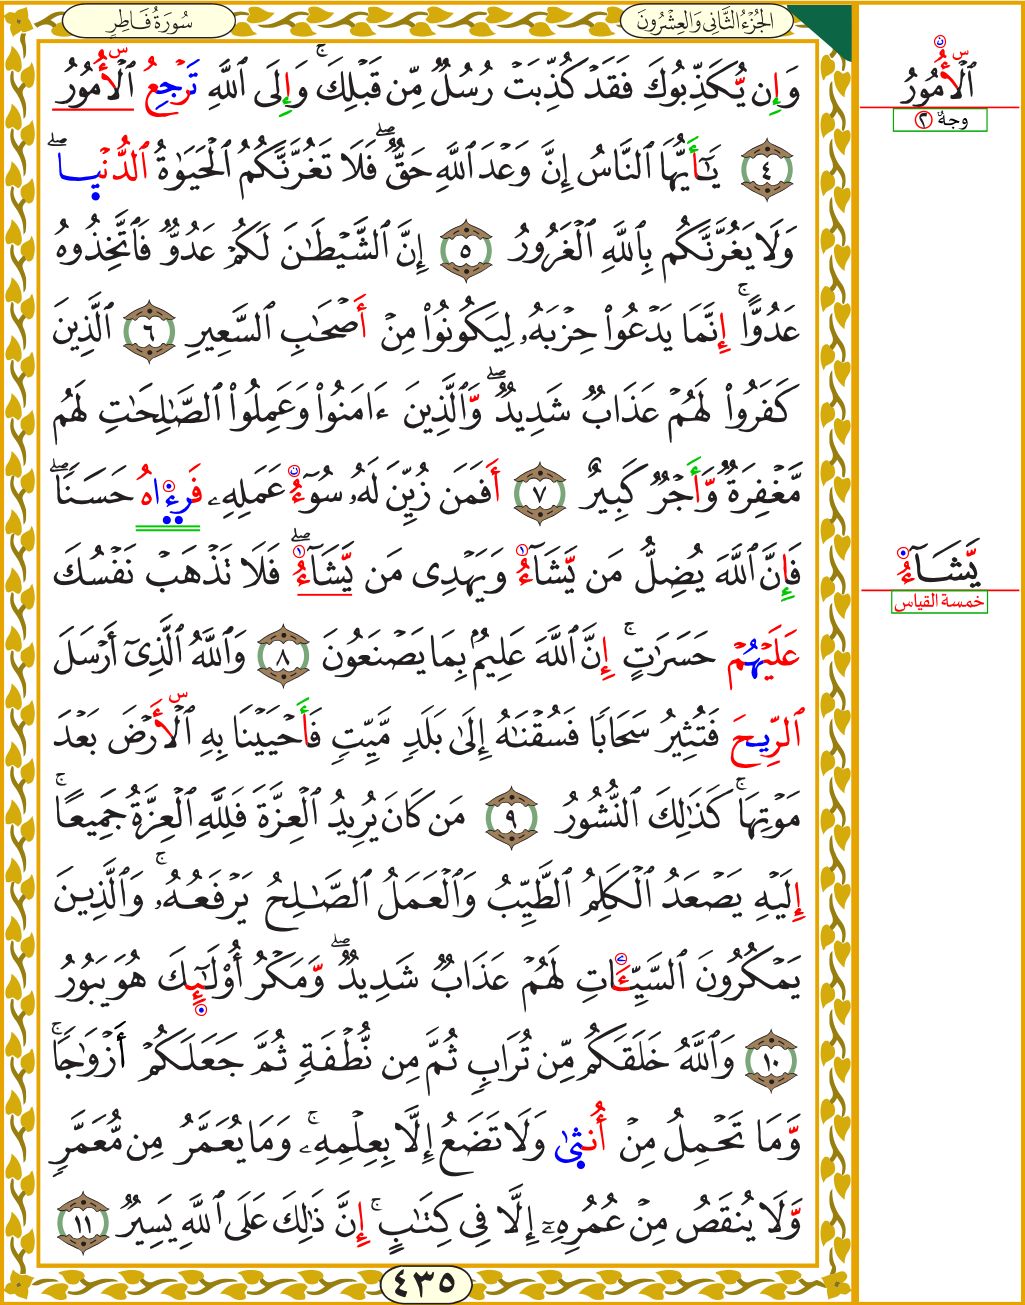 سُورَةُ فَاطِرٍ
الجُزْءُ الثَّانِي وَالعِشْرُونَ
وَإِن يُّكَذِّبُوكَ فَقَدْ كُذِّبَتْ رُسُلٌ مِّن قَبْلِكَۚ وَإِلَى ٱللَّهِ تَرْجِعُ ٱلْأُمُورُ
٤ يَـٰٓأَيُّهَا ٱلنَّاسُ إِنَّ وَعْدَ ٱللَّهِ حَقٌّۖ فَلَا تَغُرَّنَّكُمُ ٱلْحَيَوٰةُ ٱلدُّنْيَاۖ
وَلَا يَغُرَّنَّكُم بِٱللَّهِ ٱلْغَرُورُ ٥ إِنَّ ٱلشَّيْطَـٰنَ لَكُمْ عَدُوٌّ فَٱتَّخِذُوهُ
عَدُوًّاۚ إِنَّمَا يَدْعُوا۟ حِزْبَهُۥ لِيَكُونُوا۟ مِنْ أَصْحَـٰبِ ٱلسَّعِيرِ ٦ ٱلَّذِينَ
كَفَرُوا۟ لَهُمْ عَذَابٌ شَدِيدٌۖ وَّٱلَّذِينَ ءَامَنُوا۟ وَعَمِلُوا۟ ٱلصَّـٰلِحَـٰتِ لَهُم
مَّغْفِرَةٌ وَّأَجْرٌ كَبِيرٌ ٧ أَفَمَن زُيِّنَ لَهُۥ سُوٓءُ عَمَلِهِۦ فَرِءَاهُ حَسَنًاۖ
فَإِنَّ ٱللَّهَ يُضِلُّ مَن يَّشَآءُ وَيَهْدِى مَن يَّشَآءُۖ فَلَا تَذْهَبْ نَفْسُكَ
عَلَيْهُمْ حَسَرَٰتٍۚ إِنَّ ٱللَّهَ عَلِيمٌۢ بِمَا يَصْنَعُونَ ٨ وَٱللَّهُ ٱلَّذِىٓ أَرْسَلَ
ٱلرِّيحَ فَتُثِيرُ سَحَابًا فَسُقْنَـٰهُ إِلَىٰ بَلَدٍ مَّيِّتٍ فَأَحْيَيْنَا بِهِ ٱلْأَرْضَ بَعْدَ
مَوْتِهَاۚ كَذَٰلِكَ ٱلنُّشُورُ ٩ مَن كَانَ يُرِيدُ ٱلْعِزَّةَ فَلِلَّهِ ٱلْعِزَّةُ جَمِيعًاۚ
إِلَيْهِ يَصْعَدُ ٱلْكَلِمُ ٱلطَّيِّبُ وَٱلْعَمَلُ ٱلصَّـٰلِحُ يَرْفَعُهُۥۚ وَٱلَّذِينَ
يَمْكُرُونَ ٱلسَّيِّـَٔاتِ لَهُمْ عَذَابٌ شَدِيدٌۖ وَّمَكْرُ أُو۟لَـٰٓئِكَ هُوَ يَبُورُ
١٠ وَٱللَّهُ خَلَقَكُم مِّن تُرَابٍ ثُمَّ مِن نُّطْفَةٍ ثُمَّ جَعَلَكُمْ أَزْوَٰجًاۚ
وَّمَا تَحْمِلُ مِنْ أُنثِىٰ وَلَا تَضَعُ إِلَّا بِعِلْمِهِۦۚ وَمَا يُعَمَّرُ مِن مُّعَمَّرٍ
وَّلَا يُنقَصُ مِنْ عُمُرِهِۦٓ إِلَّا فِى كِتَـٰبٍۚ إِنَّ ذَٰلِكَ عَلَى ٱللَّهِ يَسِيرٌ ١١
٤٣٥
ٱلْأُمُورُ
وجهٌ ٢
يَّشَآءُ
خمسة القياس